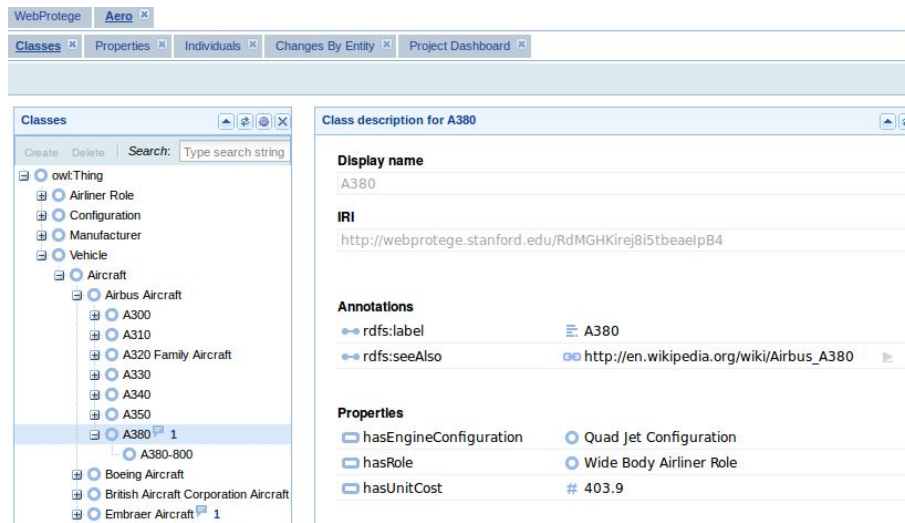 WebProtege Aero
Classes Properties Individuals Changes By Entity Project Dashboard
Classes
Create Delete Search: Type search string
owl:Thing
Airliner Role
Configuration
Manufacturer
Vehicle
Aircraft
Airbus Aircraft
A300
A310
A320 Family Aircraft
A330
A340
A350
A380 1
A380-800
Boeing Aircraft
British Aircraft Corporation Aircraft
Embraer Aircraft 1
Class description for A380
Display name
A380
IRI
http://webprotege.stanford.edu/RdMGHKirej8i5tbeaeIpB4
Annotations
rdfs:label A380
rdfs:seeAlso http://en.wikipedia.org/wiki/Airbus_A380
Properties
hasEngineConfiguration Quad Jet Configuration
hasRole Wide Body Airliner Role
hasUnitCost # 403.9